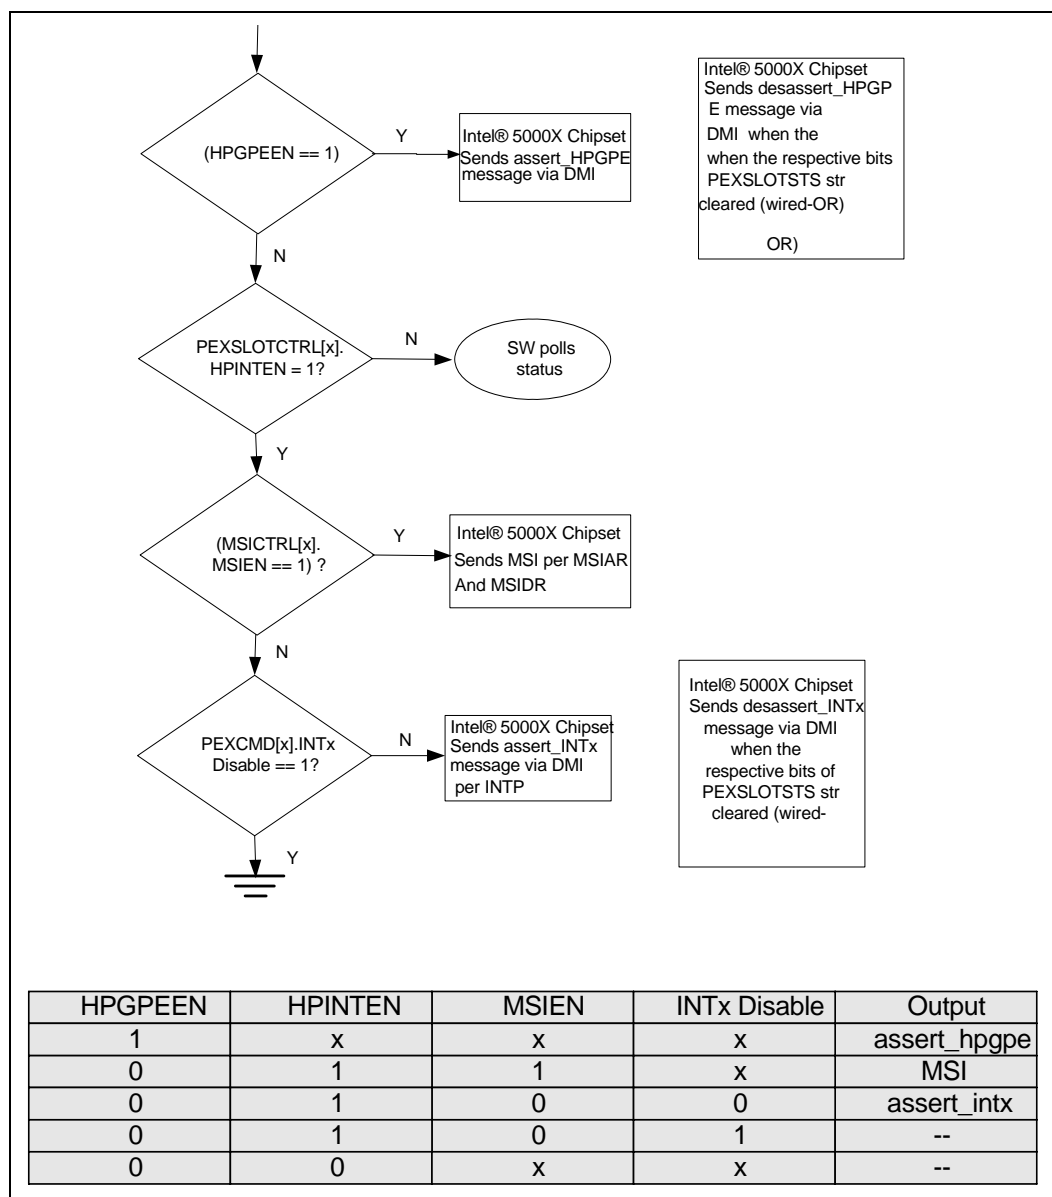 (HPGPEEN == 1)
Y
Intel® 5000X Chipset
Sends assert_HPGPE
message via DMI
Intel® 5000X Chipset
Sends desassert_HPGP
E message via
DMI when the
when the respective bits
PEXSLOTSTS str
cleared (wired-OR)
OR)
N
PEXSLOTCTRL[x].
HPINTEN = 1?
N
SW polls
status
Y
(MSICTRL[x].
MSIEN == 1) ?
Y
Intel® 5000X Chipset
Sends MSI per MSIAR
And MSIDR
N
PEXCMD[x].INTx
Disable == 1?
N
Intel® 5000X Chipset
Sends assert_INTx
message via DMI
per INTP
Intel® 5000X Chipset
Sends desassert_INTx
message via DMI
when the
respective bits of
PEXSLOTSTS str
cleared (wired-
Y
HPGPEEN HPINTEN MSIEN INTx Disable Output
1 x x x assert_hpgpe
0 1 1 x MSI
0 1 0 0 assert_intx
0 1 0 1 --
0 0 x x --